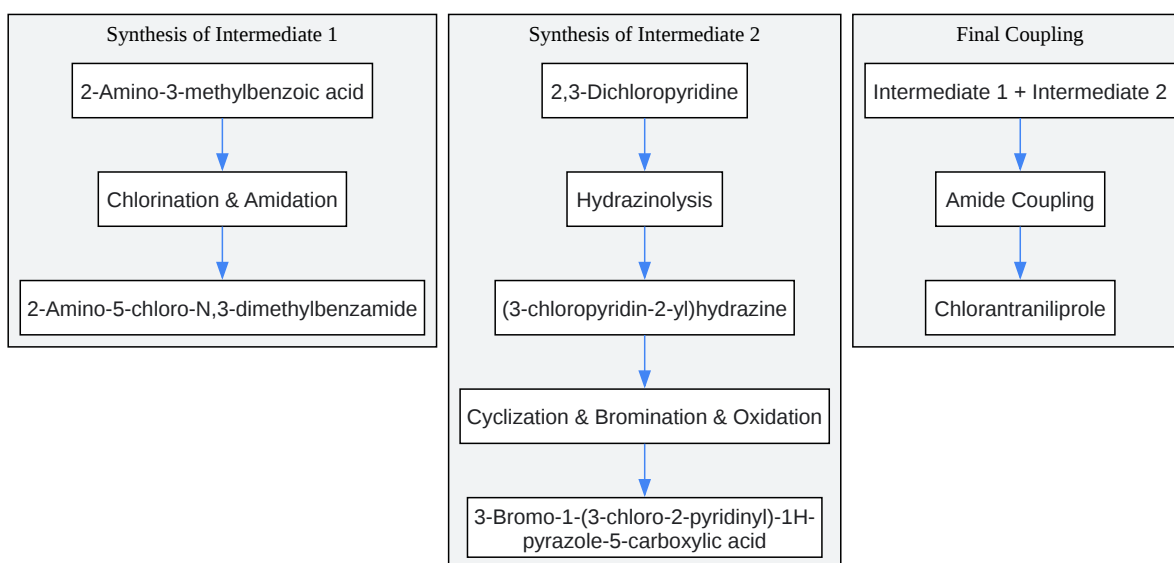 Synthesis of Intermediate 1
2-Amino-3-methylbenzoic acid
Chlorination & Amidation
2-Amino-5-chloro-N,3-dimethylbenzamide
Synthesis of Intermediate 2
2,3-Dichloropyridine
Hydrazinolysis
(3-chloropyridin-2-yl)hydrazine
Cyclization & Bromination & Oxidation
3-Bromo-1-(3-chloro-2-pyridinyl)-1H-
pyrazole-5-carboxylic acid
Final Coupling
Intermediate 1 + Intermediate 2
Amide Coupling
Chlorantraniliprole